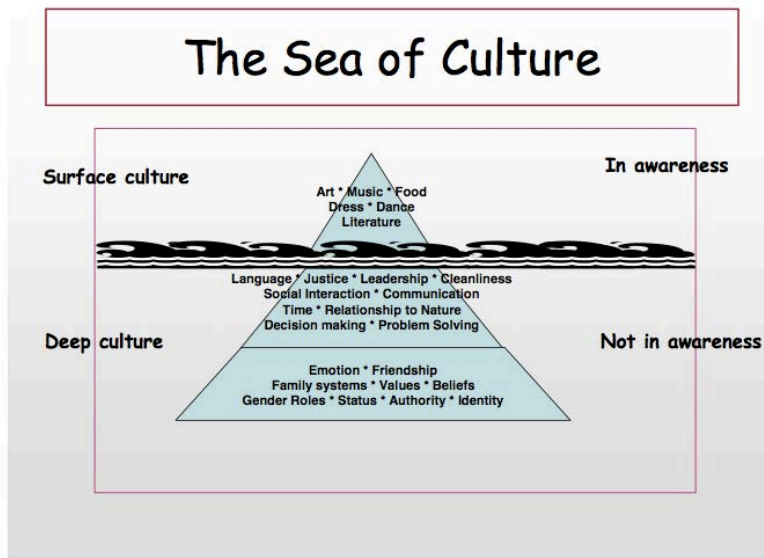 The Sea of Culture
Surface culture
In awareness
Art * Music * Food
Dress * Dance
Literature
Language * Justice * Leadership * Cleanliness
Social Interaction * Communication
Time * Relationship to Nature
Decision making * Problem Solving
Deep culture
Not in awareness
Emotion * Friendship
Family systems * Values * Beliefs
Gender Roles * Status * Authority * Identity